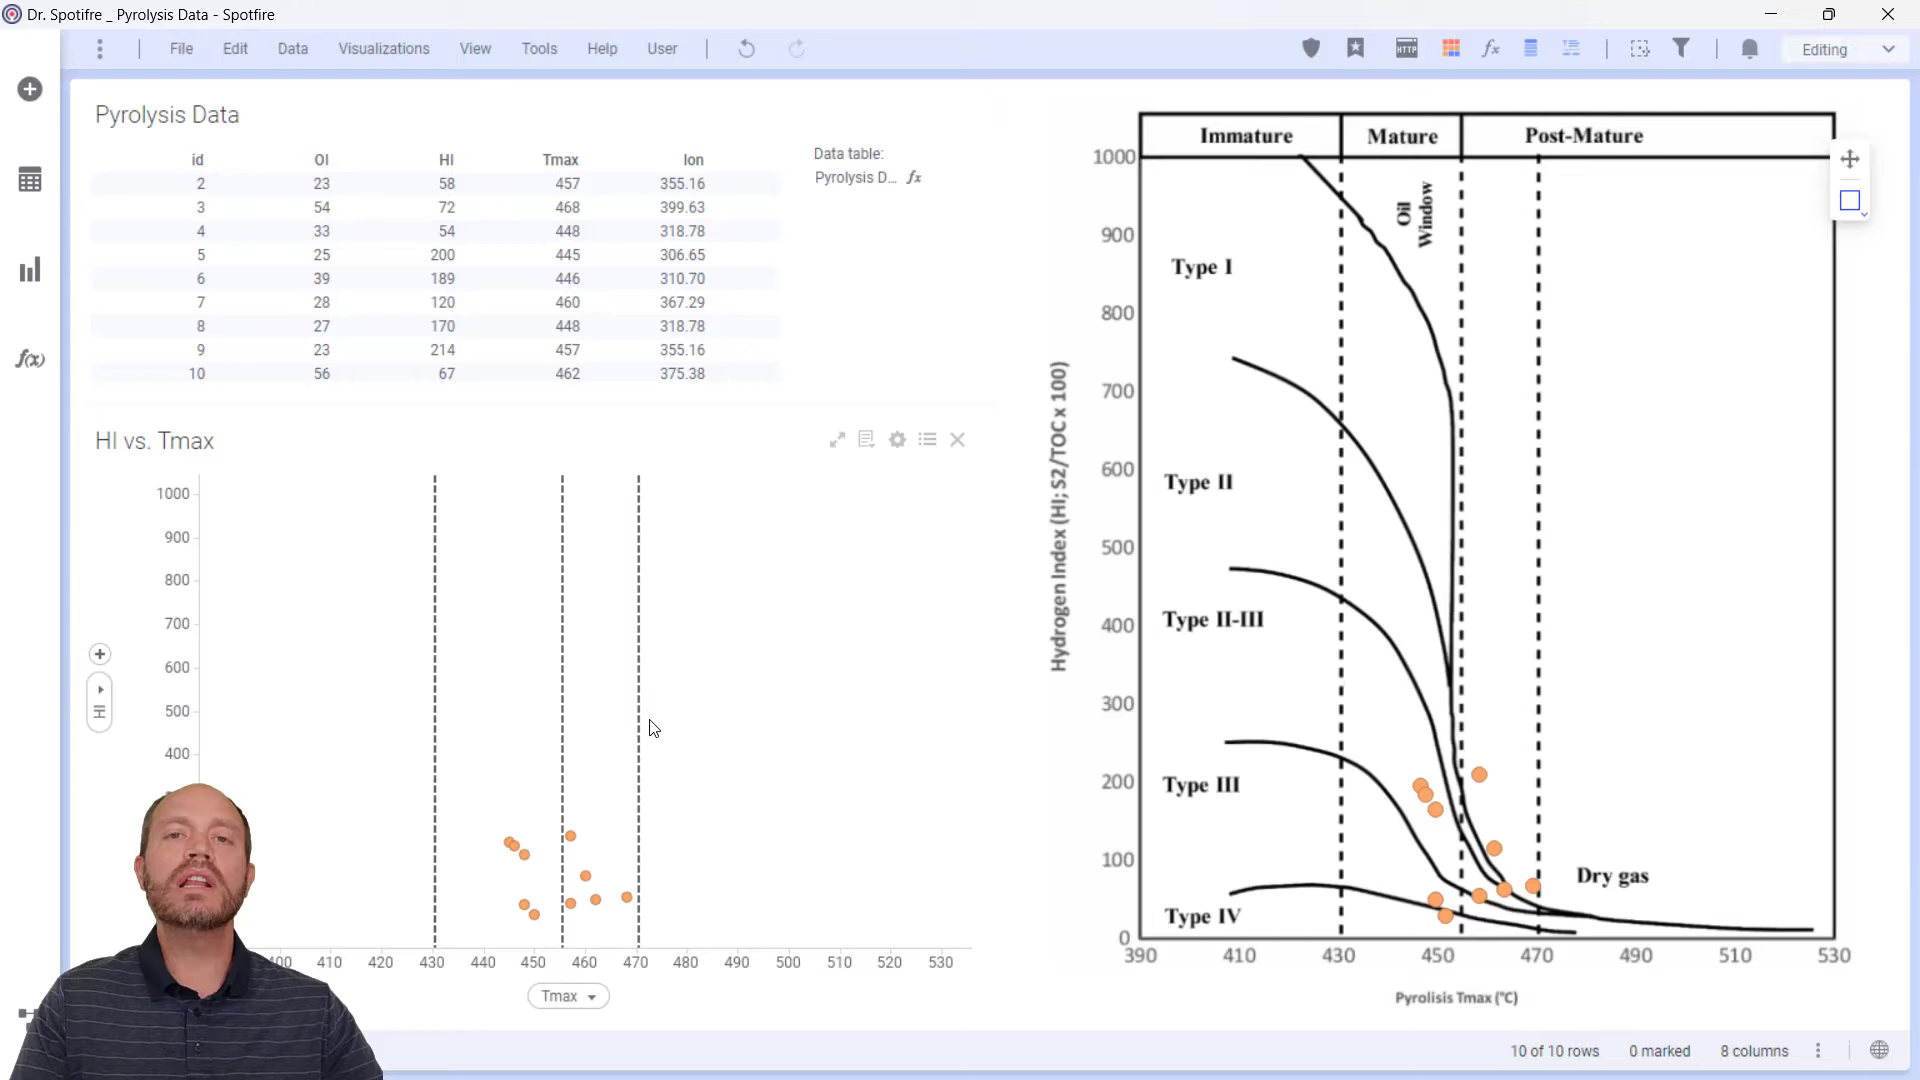 Dr. Spotifre _ Pyrolysis Data - Spotfire
File Edit Data Visualizations View Tools Help User
HTTP
fx
Editing
Pyrolysis Data
id OI HI Tmax lon
2 23 58 457 355.16
3 54 72 468 399.63
4 33 54 448 318.78
5 25 200 445 306.65
6 39 189 446 310.70
7 28 120 460 367.29
8 27 170 448 318.78
9 23 214 457 355.16
10 56 67 462 375.38
Data table:
Pyrolysis D... fx
f(x)
HI vs. Tmax
1000
900
800
700
600
500
400
HI
400 410 420 430 440 450 460 470 480 490 500 510 520 530
Tmax
Immature Mature Post-Mature
Oil
Window
Type I
Type II
Type II-III
Type III
Type IV
Dry gas
Hydrogen Index (HI; S2/TOC x 100)
1000
900
800
700
600
500
400
300
200
100
0
390 410 430 450 470 490 510 530
Pyrolisis Tmax (°C)
10 of 10 rows 0 marked 8 columns